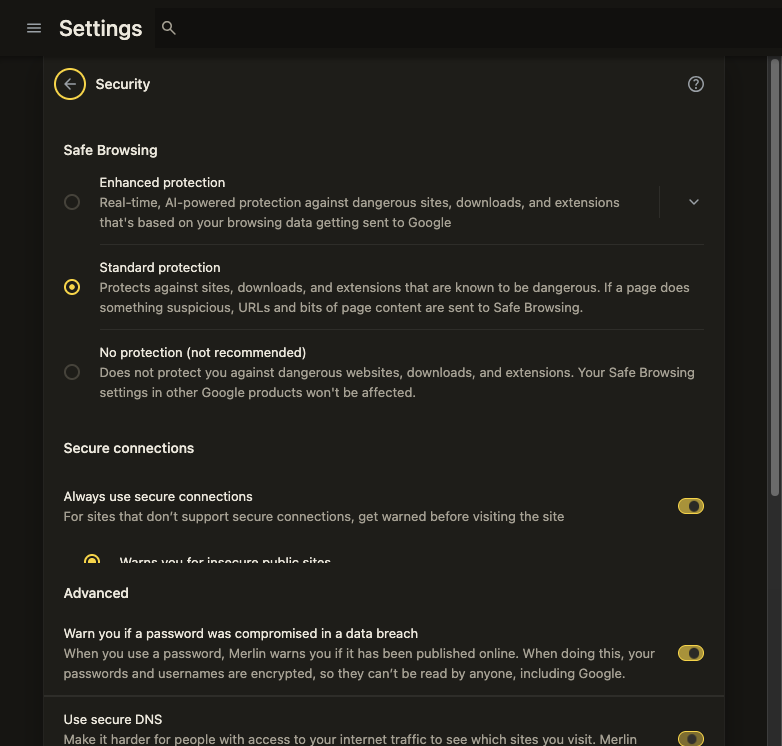 Settings
Security
Safe Browsing
Enhanced protection
Real-time, AI-powered protection against dangerous sites, downloads, and extensions
that's based on your browsing data getting sent to Google
Standard protection
Protects against sites, downloads, and extensions that are known to be dangerous. If a page does
something suspicious, URLs and bits of page content are sent to Safe Browsing.
No protection (not recommended)
Does not protect you against dangerous websites, downloads, and extensions. Your Safe Browsing
settings in other Google products won't be affected.
Secure connections
Always use secure connections
For sites that don’t support secure connections, get warned before visiting the site
Warns you for insecure public sites
Advanced
Warn you if a password was compromised in a data breach
When you use a password, Merlin warns you if it has been published online. When doing this, your
passwords and usernames are encrypted, so they can’t be read by anyone, including Google.
Use secure DNS
Make it harder for people with access to your internet traffic to see which sites you visit. Merlin